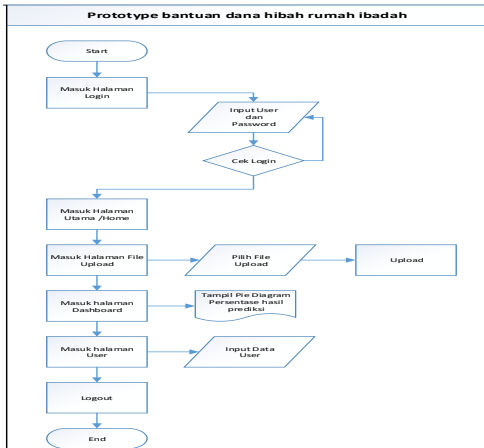 Prototype bantuan dana hibah rumah ibadah
Start
Masuk Halaman
Login
Input User
dan
Password
Cek Login
Masuk Halaman
Utama /Home
Masuk Halaman File
Upload
Pilih File
Upload
Upload
Masuk halaman
Dashboard
Tampil Pie Diagram
Persentase hasil
prediksi
Masuk halaman
User
Input Data
User
Logout
End